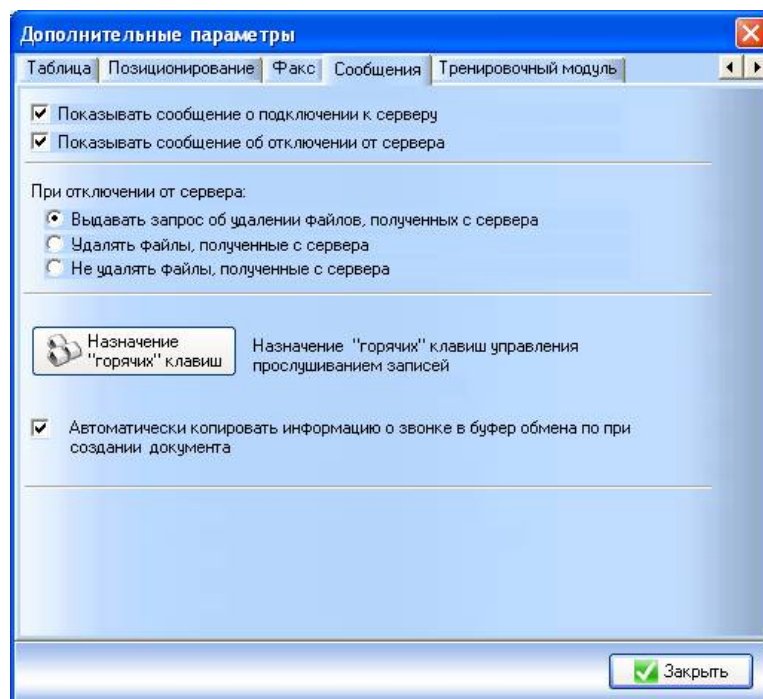 Дополнительные параметры
Таблица Позиционирование Факс Сообщения Тренировочный модуль
Показывать сообщение о подключении к серверу
Показывать сообщение об отключении от сервера
При отключении от сервера:
Выдавать запрос об удалении файлов, полученных с сервера
Удалять файлы, полученные с сервера
Не удалять файлы, полученные с сервера
Назначение
"горячих" клавиш
Назначение "горячих" клавиш управления
прослушиванием записей
Автоматически копировать информацию о звонке в буфер обмена по при
создании документа
Закрыть